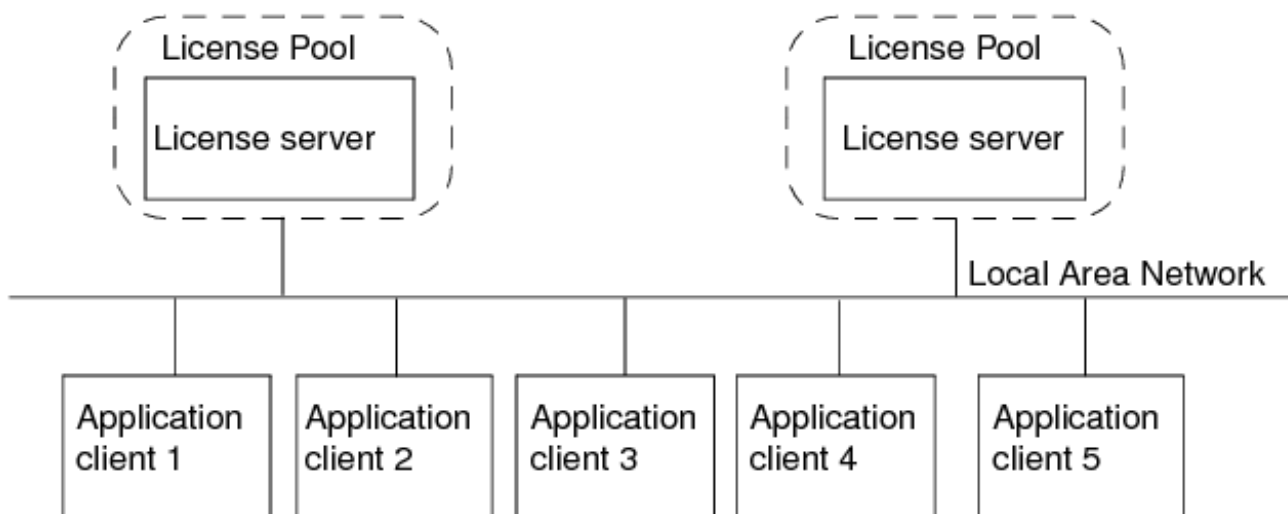 License Pool
License server
License Pool
License server
Local Area Network
Application
client 1
Application
client 2
Application
client 3
Application
client 4
Application
client 5